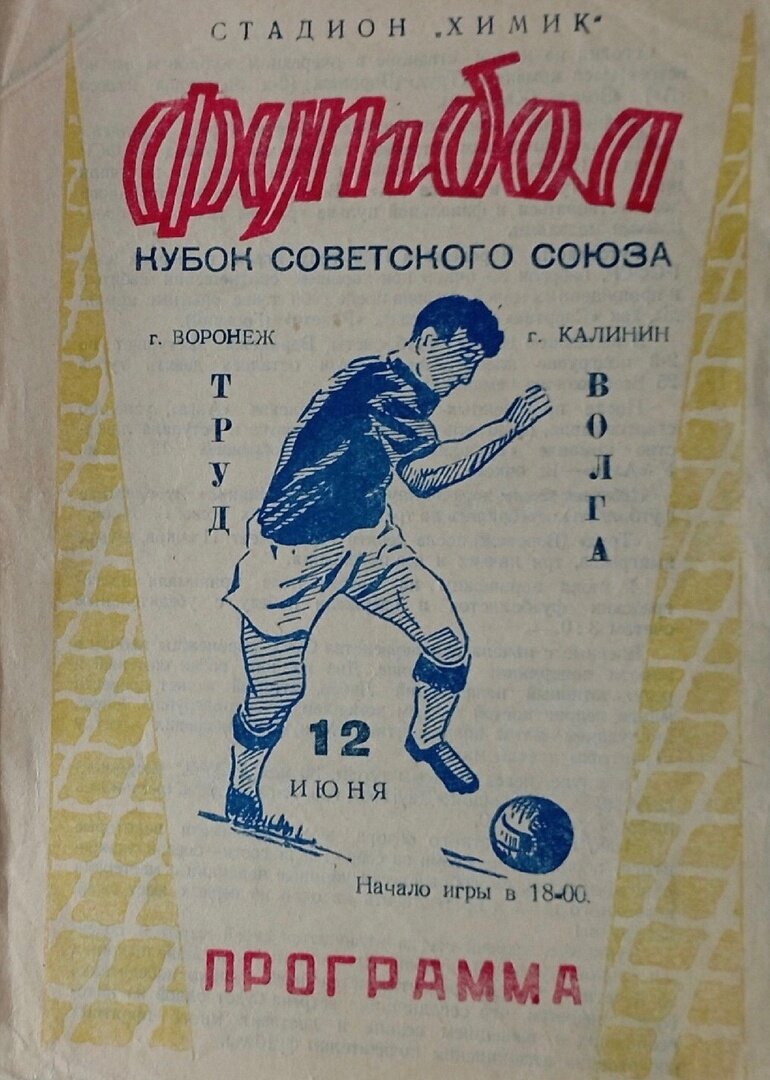 СТАДИОН „ХИМИК“
Футбол
КУБОК СОВЕТСКОГО СОЮЗА
г. ВОРОНЕЖ
ТРУД
г. КАЛИНИН
ВОЛГА
12
ИЮНЯ
Начало игры в 18-00.
ПРОГРАММА